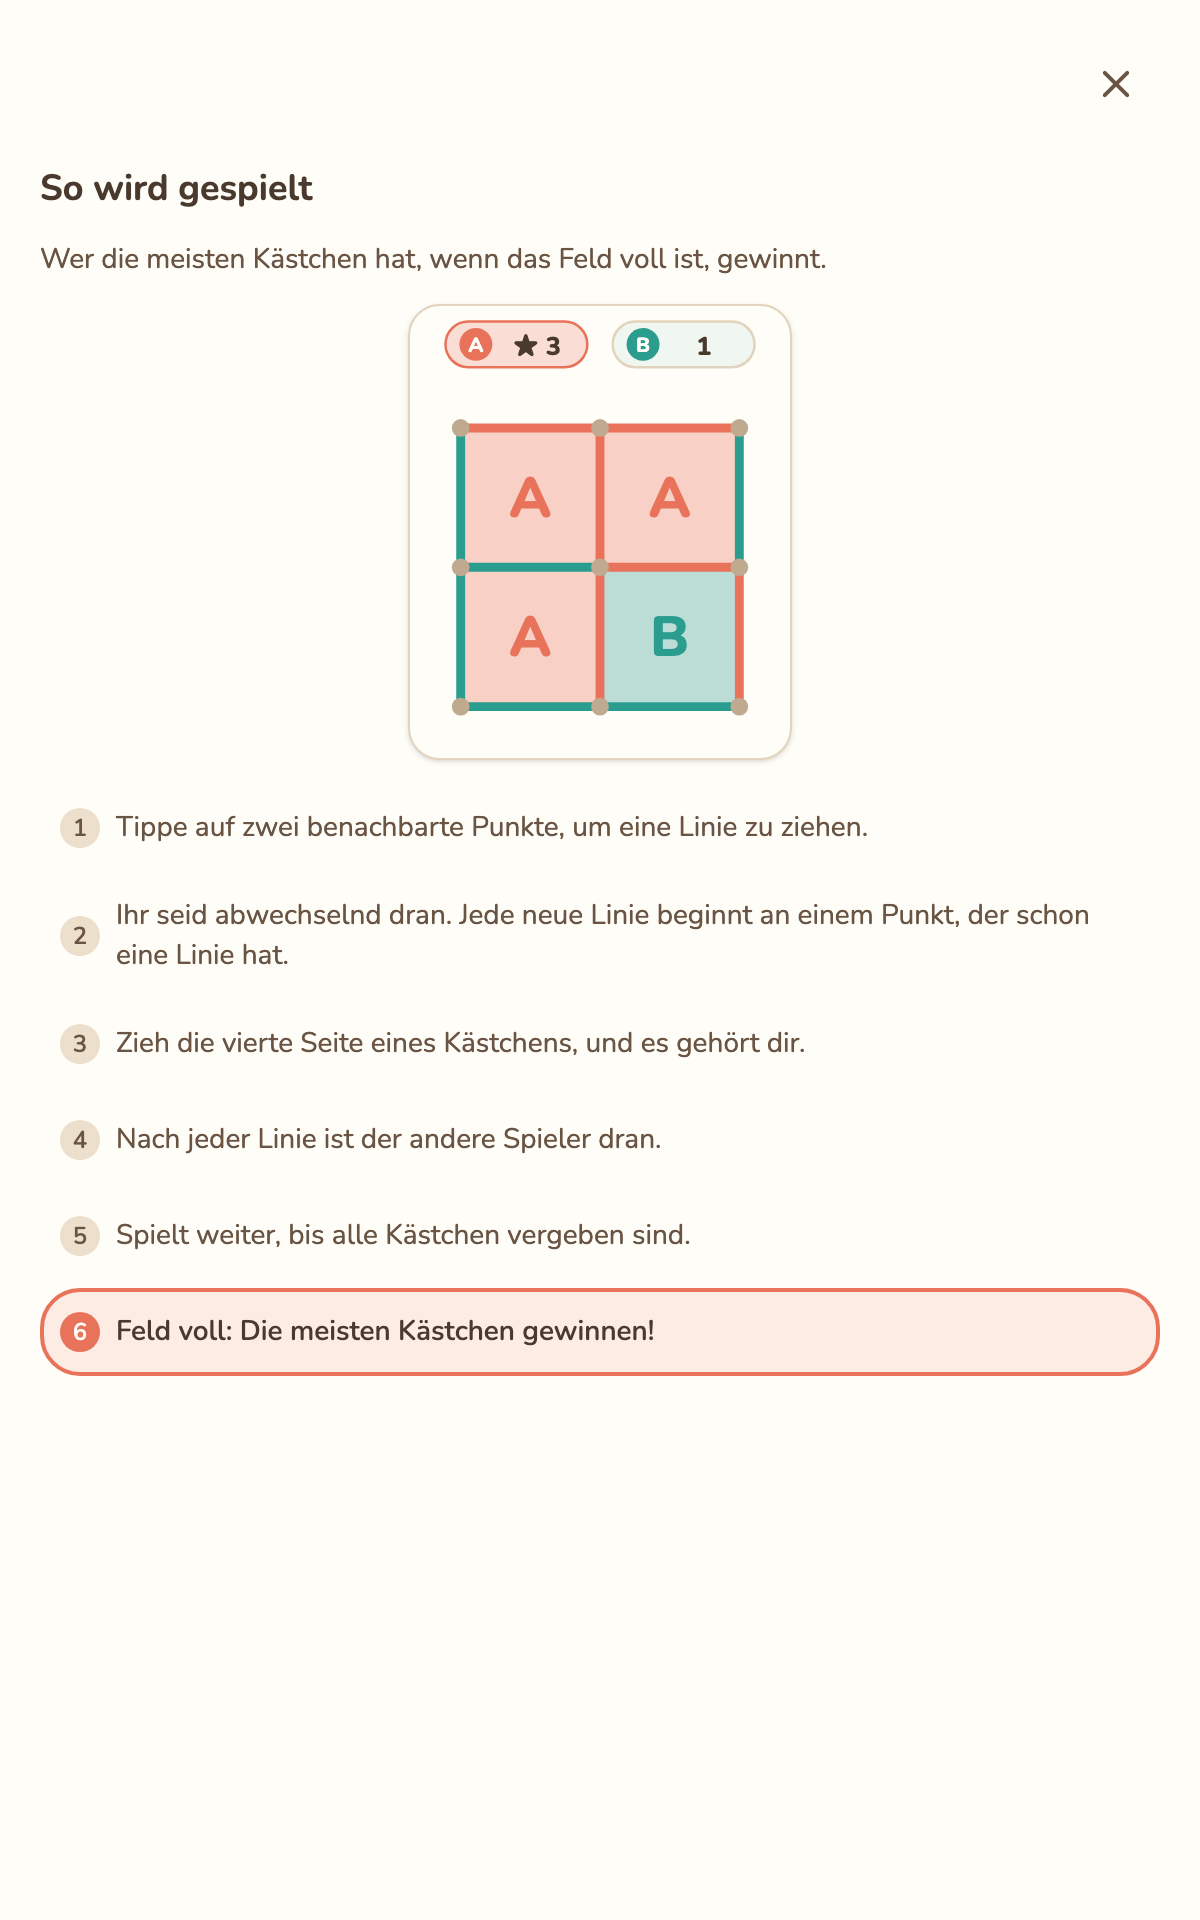 So wird gespielt
Wer die meisten Kästchen hat, wenn das Feld voll ist, gewinnt.
A ★ 3 B 1
A A
A B
1 Tippe auf zwei benachbarte Punkte, um eine Linie zu ziehen.
2 Ihr seid abwechselnd dran. Jede neue Linie beginnt an einem Punkt, der schon
eine Linie hat.
3 Zieh die vierte Seite eines Kästchens, und es gehört dir.
4 Nach jeder Linie ist der andere Spieler dran.
5 Spielt weiter, bis alle Kästchen vergeben sind.
6 Feld voll: Die meisten Kästchen gewinnen!